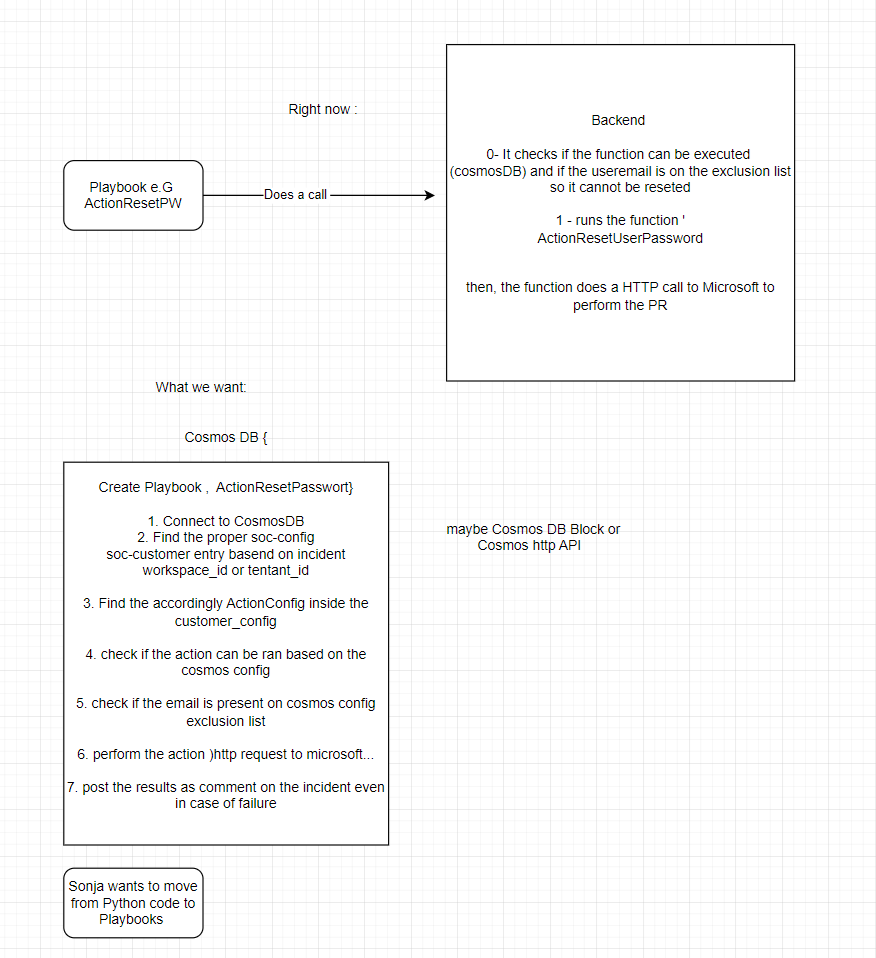 Right now :
Playbook e.G
ActionResetPW
Does a call
Backend
0- It checks if the function can be executed
(cosmosDB) and if the useremail is on the exclusion list
so it cannot be reseted
1 - runs the function '
ActionResetUserPassword
then, the function does a HTTP call to Microsoft to
perform the PR
What we want:
Cosmos DB {
Create Playbook , ActionResetPasswort}
1. Connect to CosmosDB
2. Find the proper soc-config
soc-customer entry basend on incident
workspace_id or tentant_id
3. Find the accordingly ActionConfig inside the
customer_config
4. check if the action can be ran based on the
cosmos config
5. check if the email is present on cosmos config
exclusion list
6. perform the action )http request to microsoft...
7. post the results as comment on the incident even
in case of failure
maybe Cosmos DB Block or
Cosmos http API
Sonja wants to move
from Python code to
Playbooks